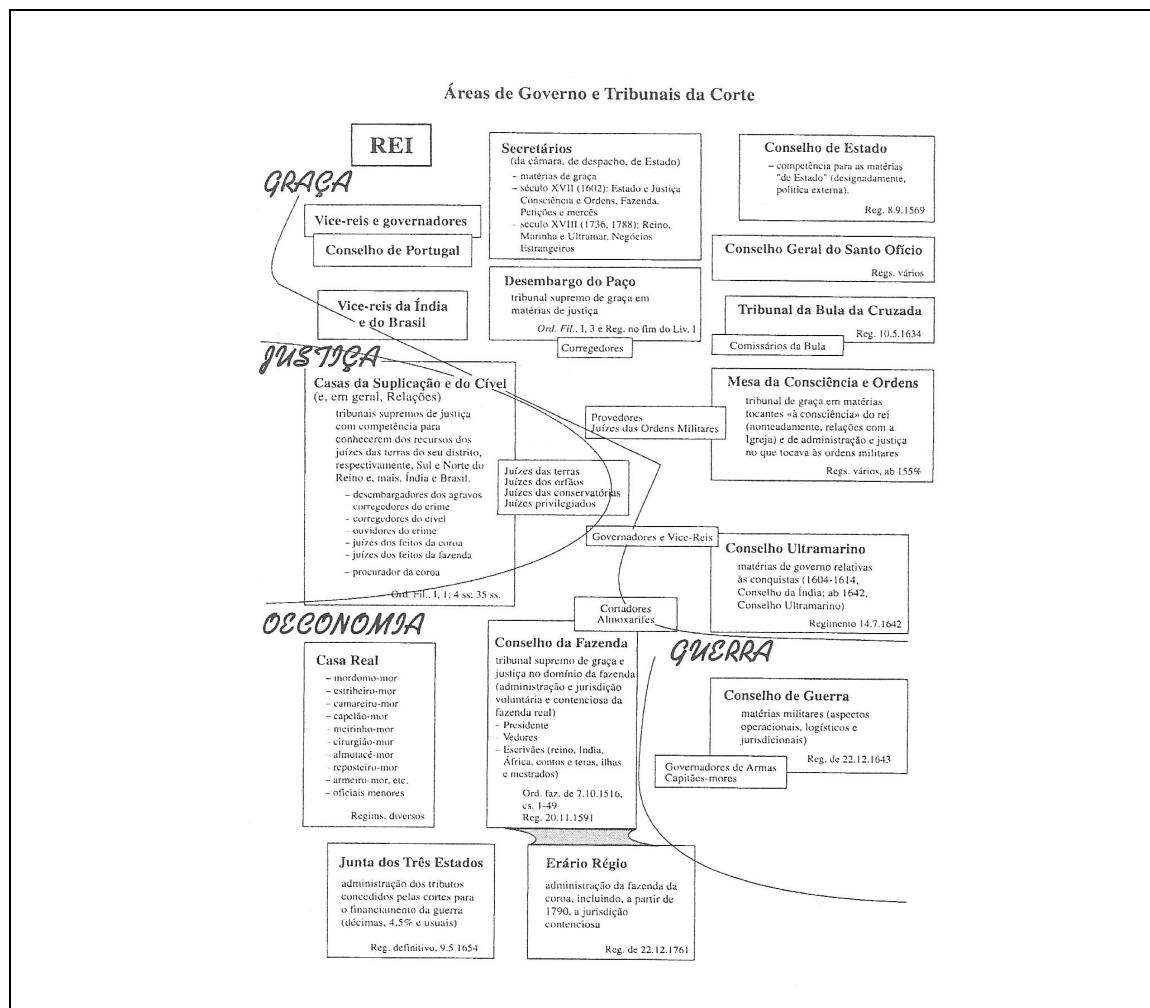 Áreas de Governo e Tribunais da Corte
REI
GRAÇA
Vice-reis e governadores
Conselho de Portugal
Vice-reis da Índia
e do Brasil
Secretários
(da câmara, de despacho, de Estado)
– matérias de graça
– século XVII (1602): Estado e Justiça
Consciência e Ordens, Fazenda,
Petições e mercês
– século XVIII (1736, 1788): Reino,
Marinha e Ultramar, Negócios
Estrangeiros
Desembargo do Paço
tribunal supremo de graça em
matérias de justiça
Ord. Fil., I, 3 e Reg. no fim do Liv. I
Corregedores
Conselho de Estado
– competência para as matérias
"de Estado" (designadamente,
política externa).
Reg. 8.9.1569
Conselho Geral do Santo Ofício
Regs. vários
Tribunal da Bula da Cruzada
Reg. 10.5.1634
Comissários da Bula
JUSTIÇA
Casas da Suplicação e do Cível
(e, em geral, Relações)
tribunais supremos de justiça
com competência para
conhecerem dos recursos dos
juízes das terras do seu distrito,
respectivamente, Sul e Norte do
Reino e, mais, Índia e Brasil.
– desembargadores dos agravos
corregedores do crime
– corregedores do cível
– ouvidores do crime
– juízes dos feitos da coroa
– juízes dos feitos da fazenda
– procurador da coroa
Ord. Fil., I, 1; 4 ss; 35 ss.
Provedores
Juízes das Ordens Militares
Juízes das terras
Juízes dos orfãos
Juízes das conservatórias
Juízes privilegiados
Mesa da Consciência e Ordens
tribunal de graça em matérias
tocantes «à consciência» do rei
(nomeadamente, relações com a
Igreja) e de administração e justiça
no que tocava às ordens militares
Regs. vários, ab 155%
Governadores e Vice-Reis
Conselho Ultramarino
matérias de governo relativas
às conquistas (1604-1614,
Conselho da Índia; ab 1642,
Conselho Ultramarino)
Regimento 14.7.1642
OECONOMIA
Casa Real
– mordomo-mor
– estribeiro-mor
– camareiro-mor
– capelão-mor
– meirinho-mor
– cirurgião-mor
– almotacé-mor
– reposteiro-mor
– armeiro-mor, etc.
– oficiais menores
Regims. diversos
Contadores
Almoxarifes
Conselho da Fazenda
tribunal supremo de graça e
justiça no domínio da fazenda
(administração e jurisdição
voluntária e contenciosa da
fazenda real)
– Presidente
Vedores
– Escrivães (reino, Índia,
África, contos e teras, ilhas
e mestrados)
Ord. faz. de 7.10.1516,
cs. 1-49
Reg. 20.11.1591
GUERRA
Conselho de Guerra
matérias militares (aspectos
operacionais, logísticos e
jurisdicionais)
Reg. de 22.12.1643
Governadores de Armas
Capitães-mores
Junta dos Três Estados
administração dos tributos
concedidos pelas cortes para
o financiamento da guerra
(décimas, 4,5% e usuais)
Reg. definitivo, 9.5.1654
Erário Régio
administração da fazenda da
coroa, incluindo, a partir de
1790, a jurisdição
contenciosa
Reg. de 22.12.1761